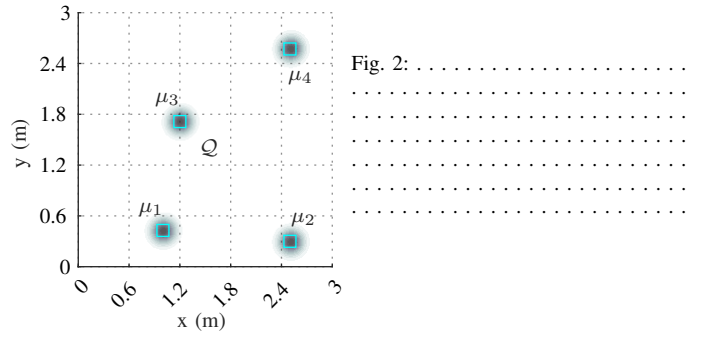 3
2.4
1.8
1.2
0.6
0
y (m)
μ4
μ3
Q
μ1
μ2
0 0.6 1.2 1.8 2.4 3
x (m)
Fig. 2: . . . . . . . . . . . . . . . . . . . . . .
. . . . . . . . . . . . . . . . . . . . . . . . . . .
. . . . . . . . . . . . . . . . . . . . . . . . . . .
. . . . . . . . . . . . . . . . . . . . . . . . . . .
. . . . . . . . . . . . . . . . . . . . . . . . . . .
. . . . . . . . . . . . . . . . . . . . . . . . . . .
. . . . . . . . . . . . . . . . . . . . . . . . . . .